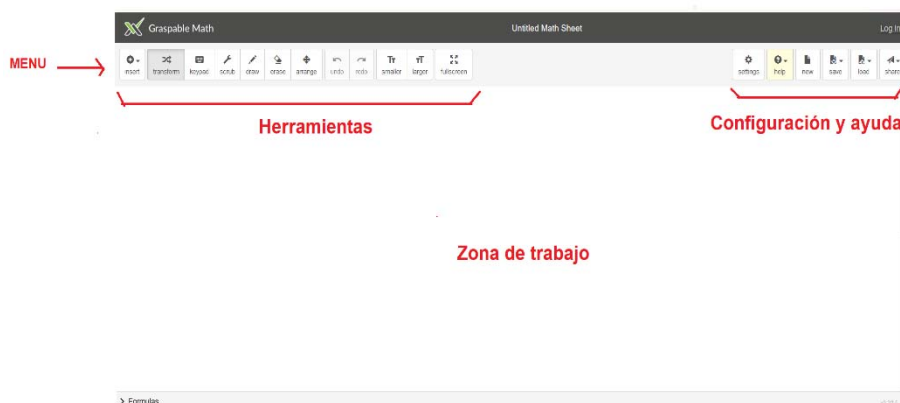 Graspable Math
Untitled Math Sheet
Log In
MENU
insert transform keypad scrub draw erase arrange undo redo smaller larger fullscreen
settings help new save load share
Herramientas
Configuración y ayuda
Zona de trabajo
Formulas